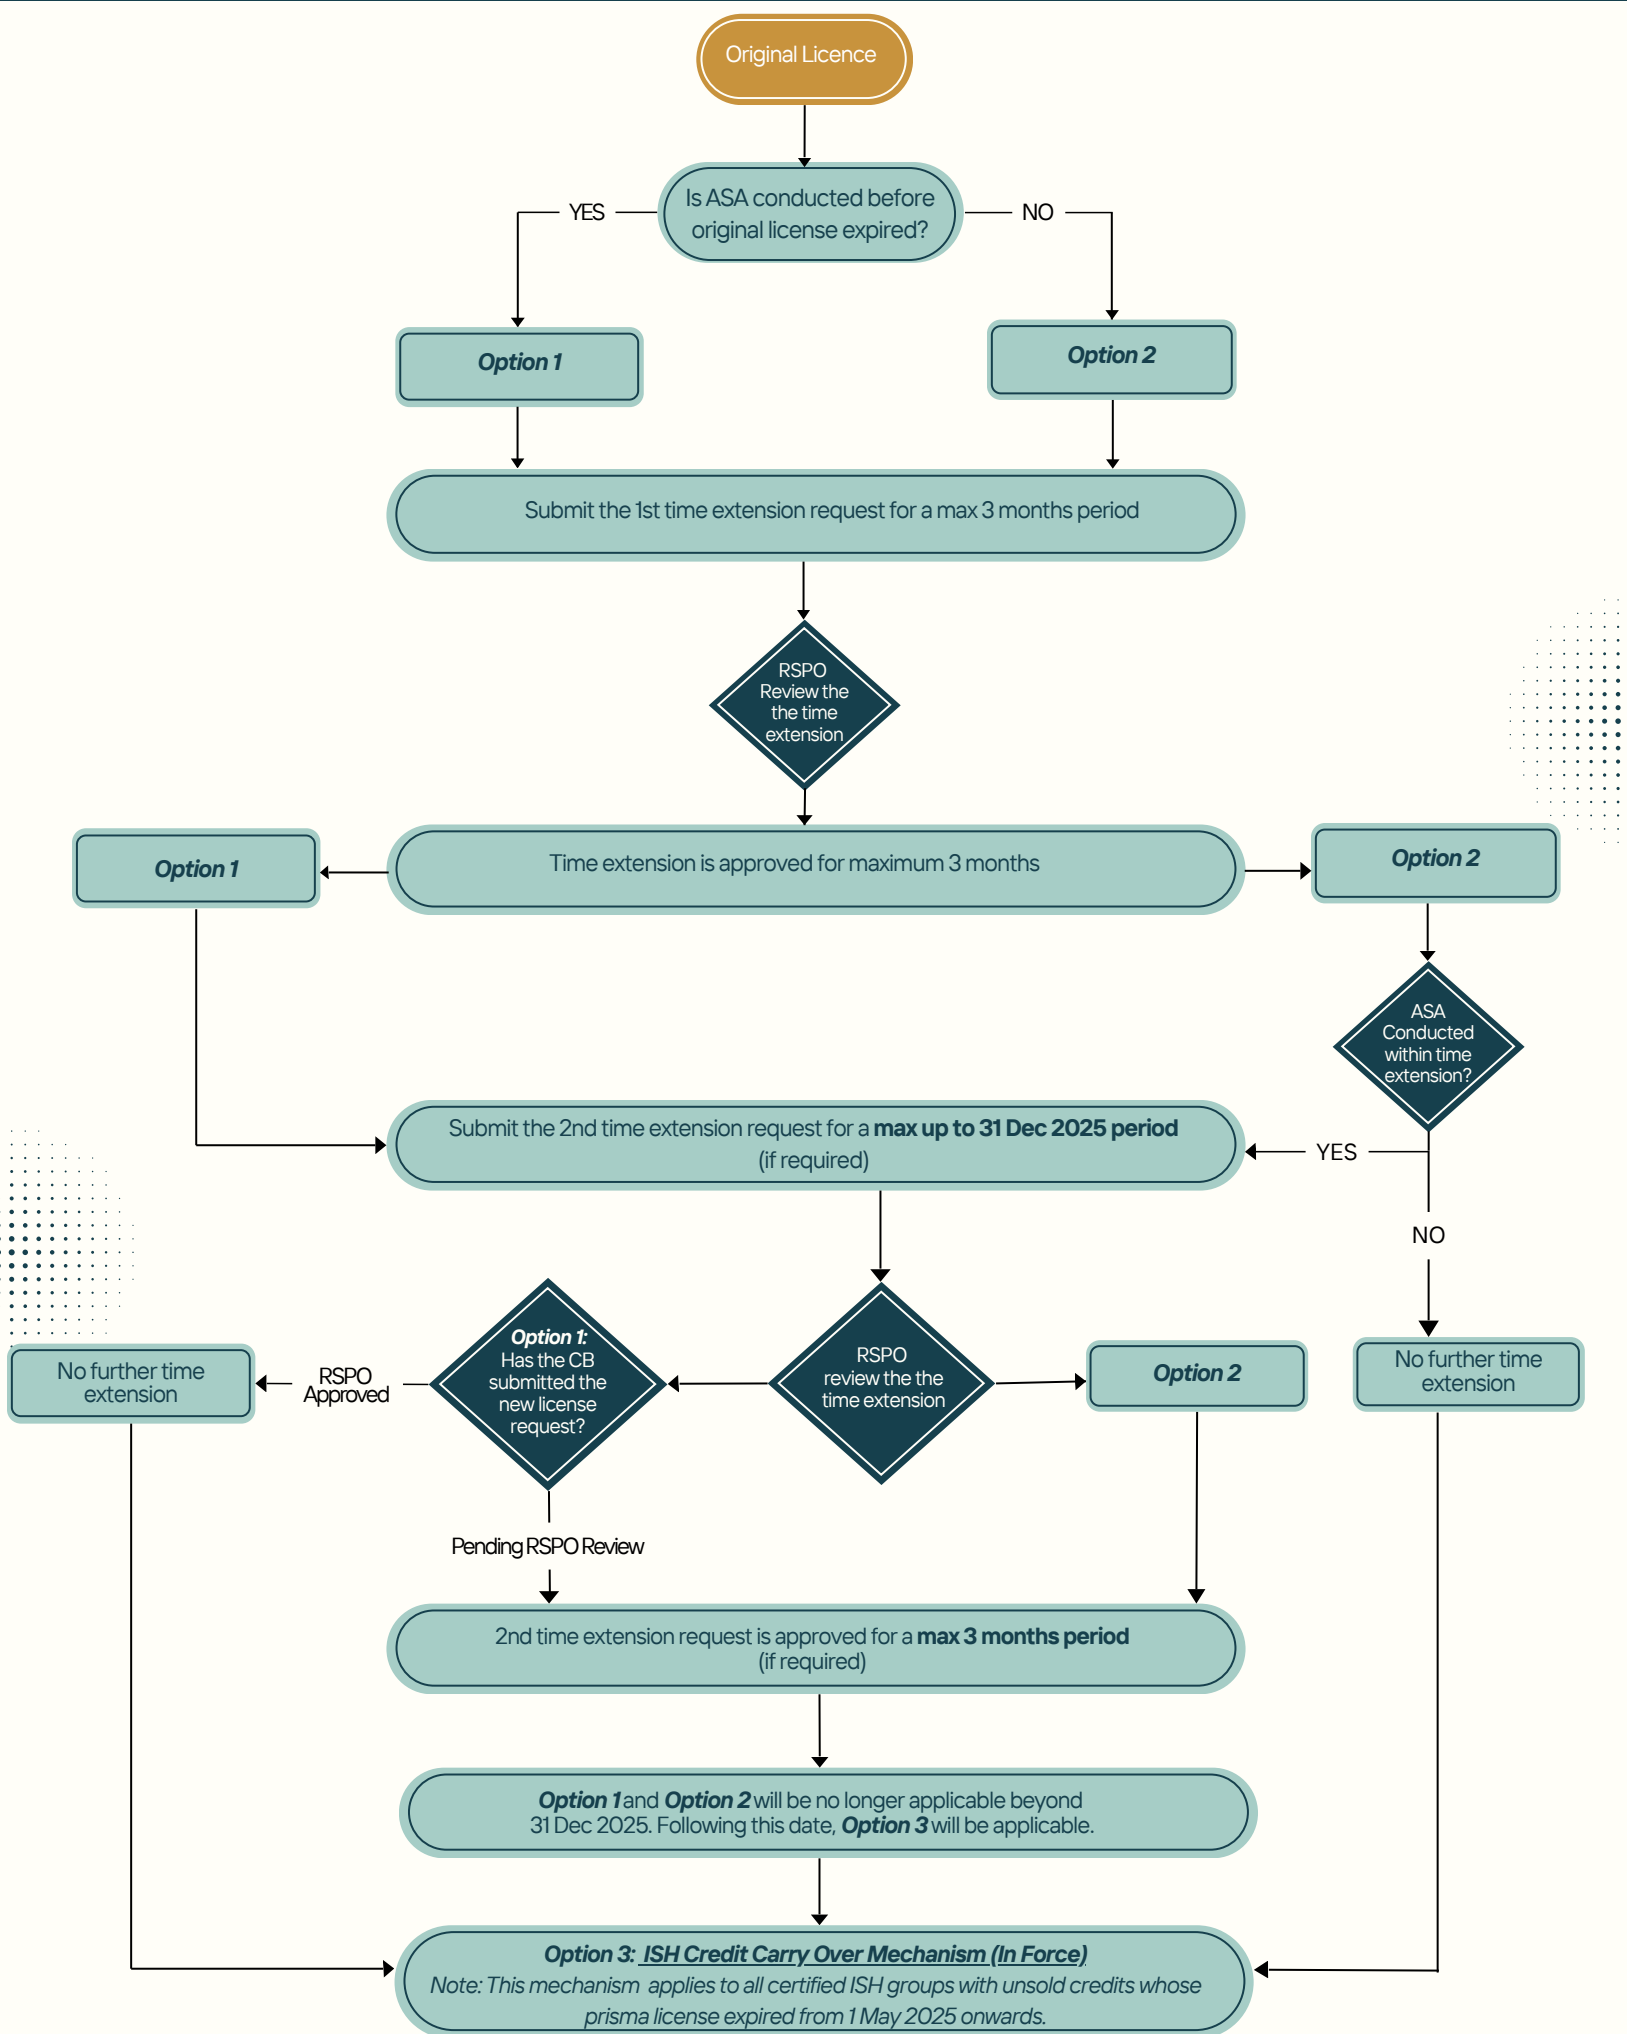 Original Licence
Is ASA conducted before
original license expired?
YES
NO
Option 1
Option 2
Submit the 1st time extension request for a max 3 months period
RSPO
Review the
the time
extension
Option 1
Time extension is approved for maximum 3 months
Option 2
ASA
Conducted
within time
extension?
Submit the 2nd time extension request for a max up to 31 Dec 2025 period
(if required)
YES
NO
No further time
extension
RSPO
Approved
Option 1:
Has the CB
submitted the
new license
request?
RSPO
review the the
time extension
Option 2
No further time
extension
Pending RSPO Review
2nd time extension request is approved for a max 3 months period
(if required)
Option 1 and Option 2 will be no longer applicable beyond
31 Dec 2025. Following this date, Option 3 will be applicable.
Option 3: ISH Credit Carry Over Mechanism (In Force)
Note: This mechanism applies to all certified ISH groups with unsold credits whose
prisma license expired from 1 May 2025 onwards.